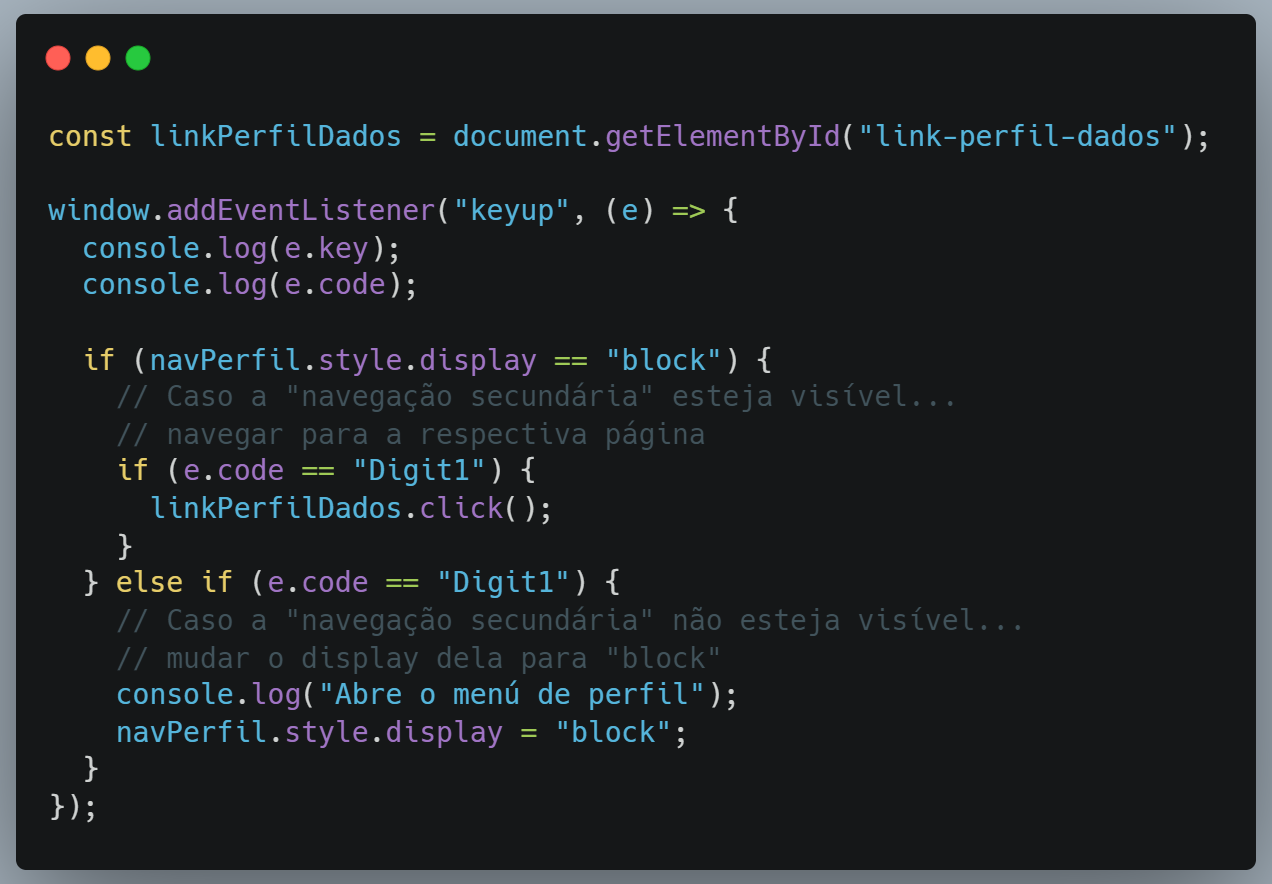 const linkPerfilDados = document.getElementById("link-perfil-dados");
window.addEventListener("keyup", (e) => {
  console.log(e.key);
  console.log(e.code);
  if (navPerfil.style.display == "block") {
    // Caso a "navegação secundária" esteja visível...
    // navegar para a respectiva página
    if (e.code == "Digit1") {
      linkPerfilDados.click();
    }
  } else if (e.code == "Digit1") {
    // Caso a "navegação secundária" não esteja visível...
    // mudar o display dela para "block"
    console.log("Abre o menú de perfil");
    navPerfil.style.display = "block";
  }
});